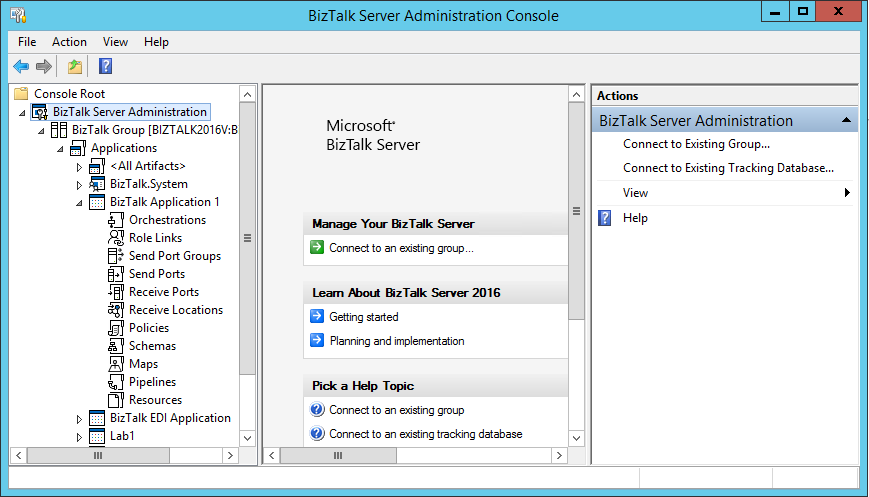 BizTalk Server Administration Console
File Action View Help
Console Root
BizTalk Server Administration
BizTalk Group [BIZTALK2016V:B
Applications
<All Artifacts>
BizTalk.System
BizTalk Application 1
Orchestrations
Role Links
Send Port Groups
Send Ports
Receive Ports
Receive Locations
Policies
Schemas
Maps
Pipelines
Resources
BizTalk EDI Application
Lab1
Microsoft
BizTalk Server
Manage Your BizTalk Server
Connect to an existing group...
Learn About BizTalk Server 2016
Getting started
Planning and implementation
Pick a Help Topic
Connect to an existing group
Connect to an existing tracking database
Actions
BizTalk Server Administration
Connect to Existing Group...
Connect to Existing Tracking Database...
View
Help